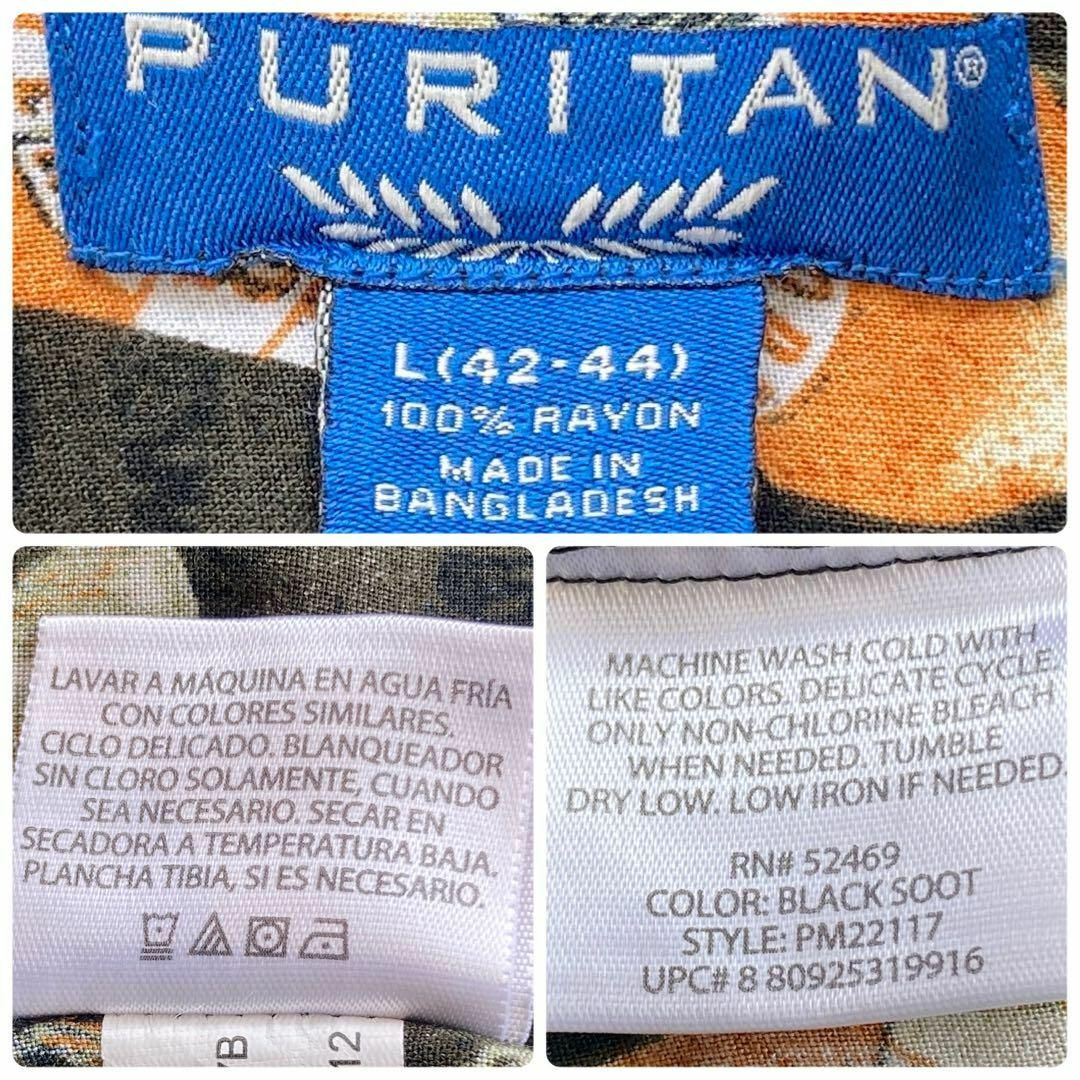 PURITAN®
L(42-44)
100% RAYON
MADE IN
BANGLADESH
LAVAR A MÁQUINA EN AGUA FRÍA
CON COLORES SIMILARES.
CICLO DELICADO. BLANQUEADOR
SIN CLORO SOLAMENTE, CUANDO
SEA NECESARIO. SECAR EN
SECADORA A TEMPERATURA BAJA.
PLANCHA TIBIA, SI ES NECESARIO.
12
MACHINE WASH COLD WITH
LIKE COLORS. DELICATE CYCLE.
ONLY NON-CHLORINE BLEACH
WHEN NEEDED. TUMBLE
DRY LOW. LOW IRON IF NEEDED.
RN# 52469
COLOR: BLACK SOOT
STYLE: PM22117
UPC# 8 80925319916